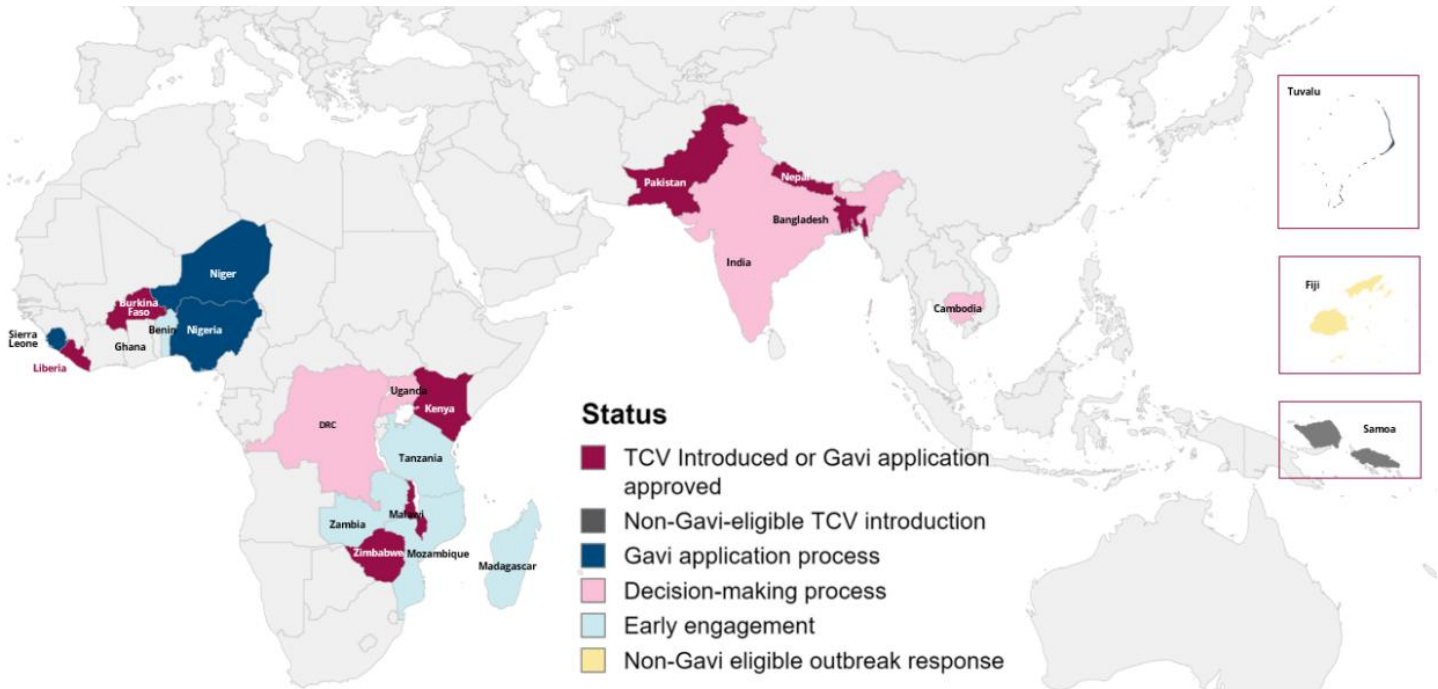 Tuvalu
Pakistan
Nepal
Bangladesh
India
Niger
Fiji
Burkina
Faso
Cambodia
Benin
Nigeria
Sierra
Leone
Ghana
Liberia
Uganda
Kenya
DRC
Tanzania
Samoa
Malawi
Zambia
Zimbabwe
Mozambique
Madagascar
Status
TCV Introduced or Gavi application
approved
Non-Gavi-eligible TCV introduction
Gavi application process
Decision-making process
Early engagement
Non-Gavi eligible outbreak response